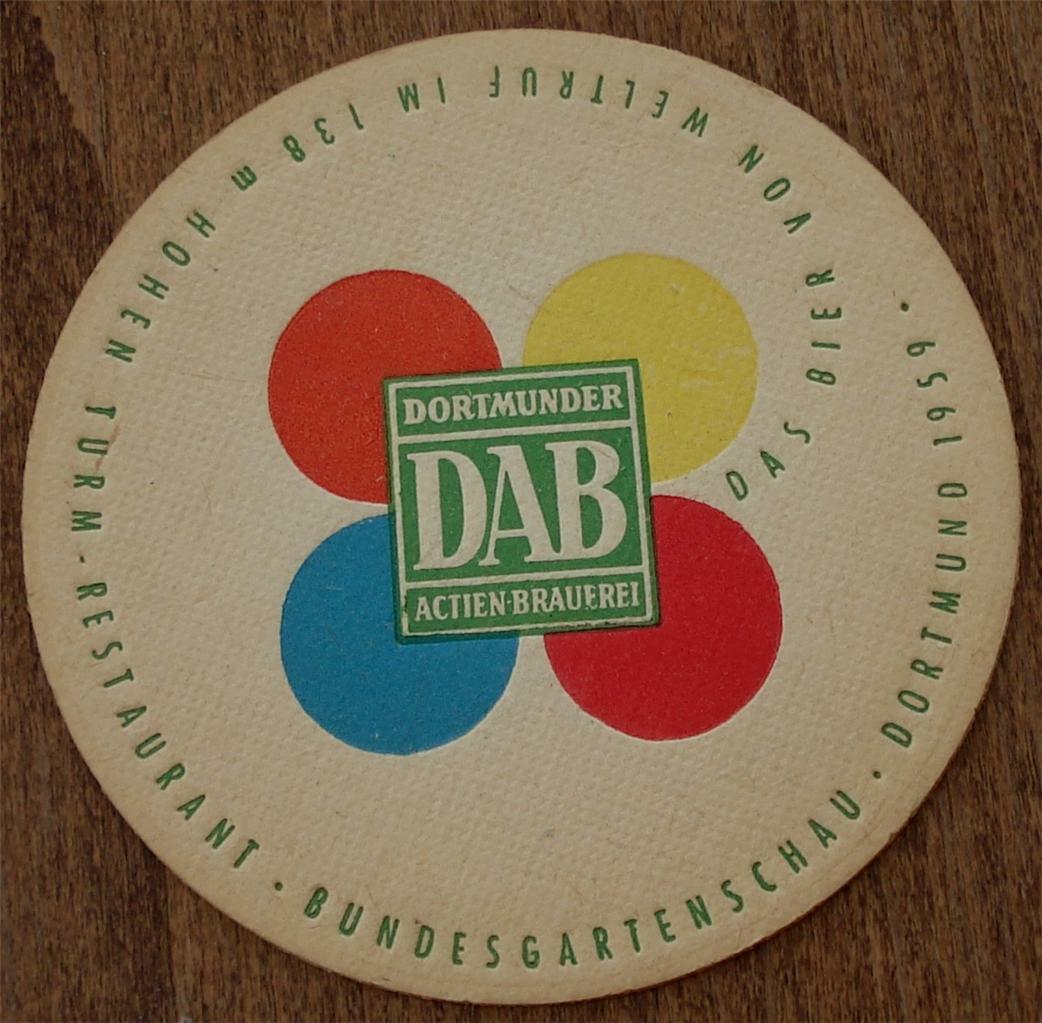 DORTMUNDER
DAB
ACTIEN-BRAUEREI
DAS BIER VON WELTRUF IM 138 m HOHEN TURM-RESTAURANT · BUNDESGARTENSCHAU · DORTMUND 1959 ·